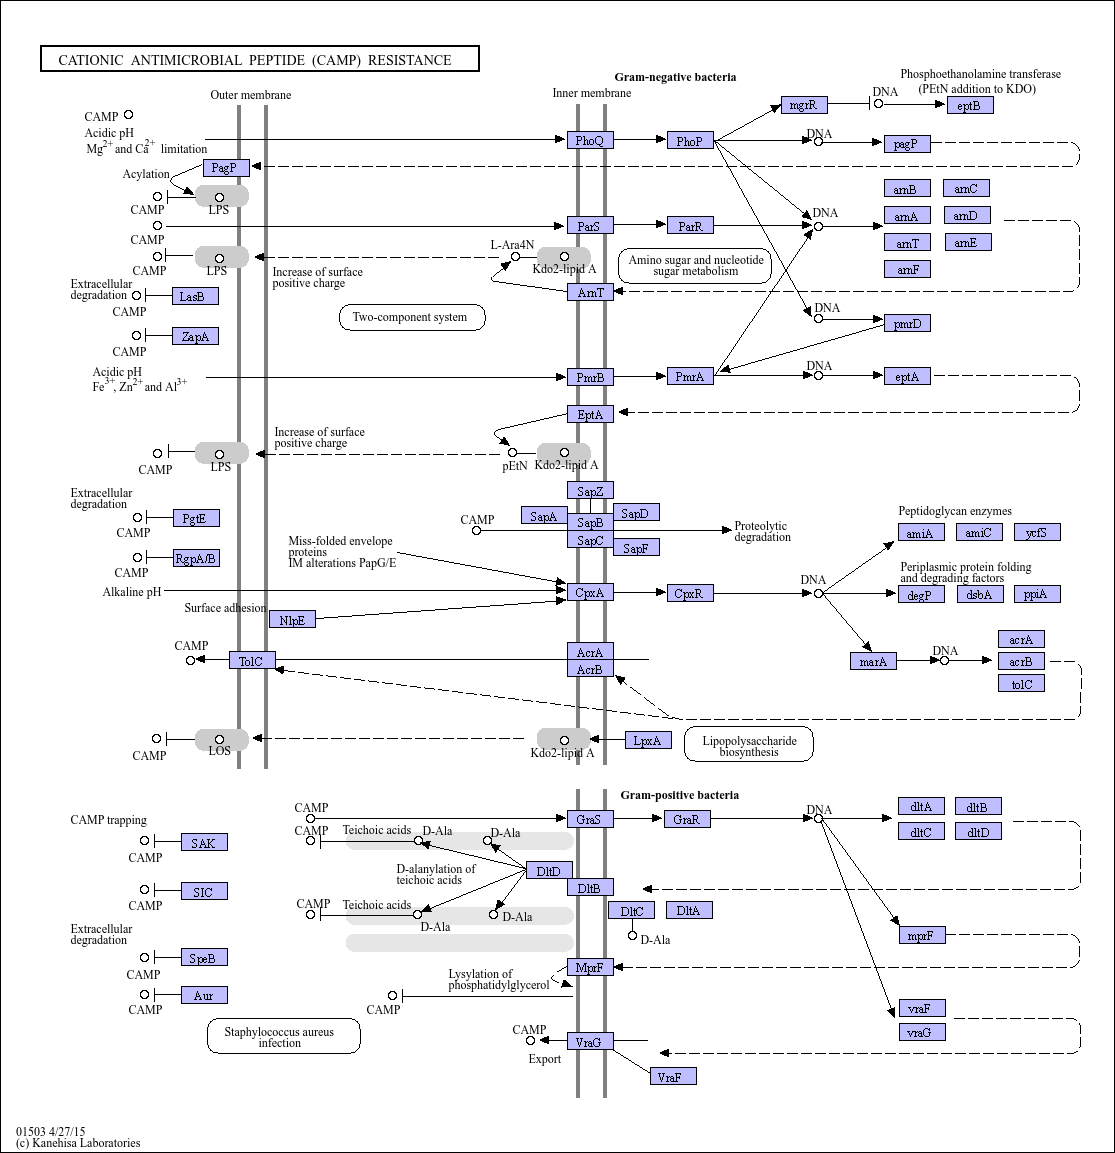 CATIONIC ANTIMICROBIAL PEPTIDE (CAMP) RESISTANCE
Gram-negative bacteria
Outer membrane
Inner membrane
Phosphoethanolamine transferase
(PEtN addition to KDO)
CAMP
mgrR
DNA
eptB
Acidic pH
Mg2+ and Ca2+ limitation
PhoQ
PhoP
DNA
pagP
PagP
Acylation
CAMP
LPS
arnB
arnC
arnA
arnD
arnT
arnE
arnF
CAMP
ParS
ParR
DNA
CAMP
LPS
L-Ara4N
Kdo2-lipid A
Increase of surface
positive charge
Amino sugar and nucleotide
sugar metabolism
Extracellular
degradation
CAMP
LasB
ArnT
Two-component system
DNA
pmrD
ZapA
CAMP
Acidic pH
Fe3+, Zn2+ and Al3+
PmrB
PmrA
DNA
eptA
EptA
Increase of surface
positive charge
CAMP
LPS
pEtN
Kdo2-lipid A
Extracellular
degradation
PgtE
CAMP
SapZ
SapA
SapB
SapD
SapC
SapF
CAMP
Proteolytic
degradation
Peptidoglycan enzymes
amiA
amiC
ycfS
RgpA/B
CAMP
Miss-folded envelope
proteins
IM alterations PapG/E
Alkaline pH
CpxA
CpxR
DNA
Periplasmic protein folding
and degrading factors
degP
dsbA
ppiA
Surface adhesion
NlpE
CAMP
TolC
AcrA
AcrB
marA
DNA
acrA
acrB
tolC
CAMP
LOS
Kdo2-lipid A
LpxA
Lipopolysaccharide
biosynthesis
Gram-positive bacteria
CAMP trapping
CAMP
GraS
GraR
DNA
dltA
dltB
dltC
dltD
SAK
CAMP
CAMP
Teichoic acids
D-Ala
D-Ala
D-alanylation of
teichoic acids
DltD
DltB
DltC
DltA
D-Ala
SIC
CAMP
CAMP
Teichoic acids
D-Ala
D-Ala
Extracellular
degradation
SpeB
CAMP
mprF
MprF
Lysylation of
phosphatidylglycerol
Aur
CAMP
CAMP
vraF
vraG
Staphylococcus aureus
infection
CAMP
VraG
Export
VraF
01503 4/27/15
(c) Kanehisa Laboratories